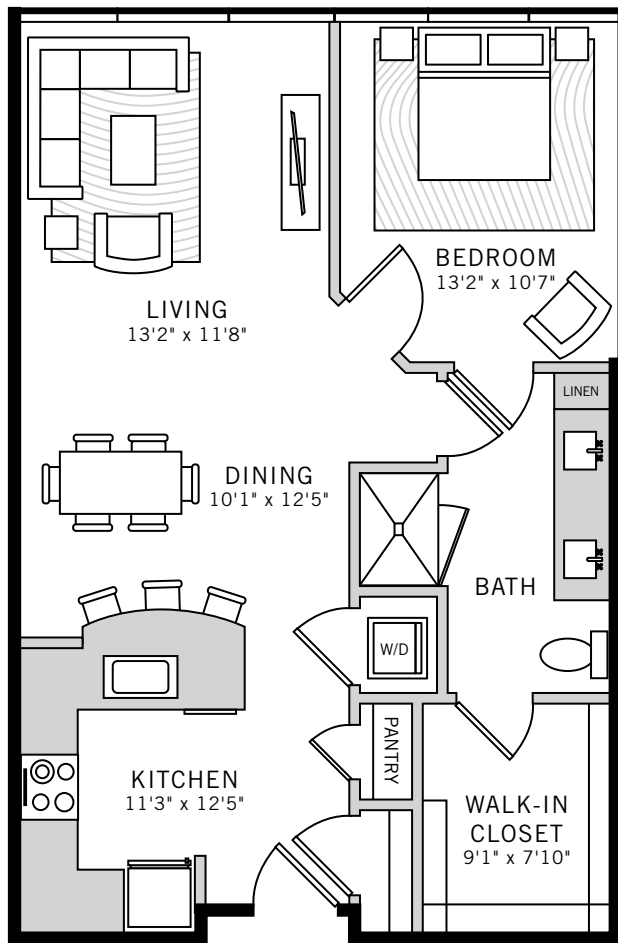 BEDROOM
13'2" x 10'7"
LIVING
13'2" x 11'8"
LINEN
DINING
10'1" x 12'5"
BATH
W/D
PANTRY
KITCHEN
11'3" x 12'5"
WALK-IN
CLOSET
9'1" x 7'10"